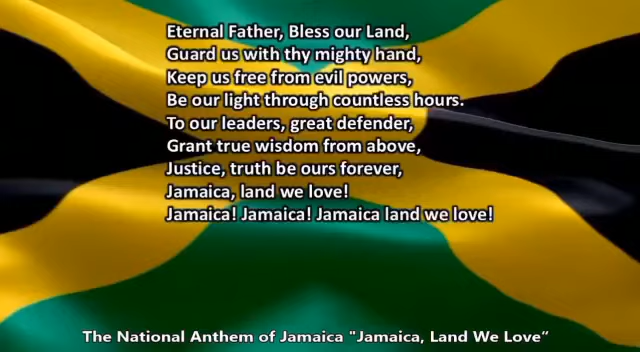 Eternal Father, Bless our Land,
Guard us with thy mighty hand,
Keep us free from evil powers,
Be our light through countless hours.
To our leaders, great defender,
Grant true wisdom from above,
Justice, truth be ours forever,
Jamaica, land we love!
Jamaica! Jamaica! Jamaica land we love!
The National Anthem of Jamaica "Jamaica, Land We Love”